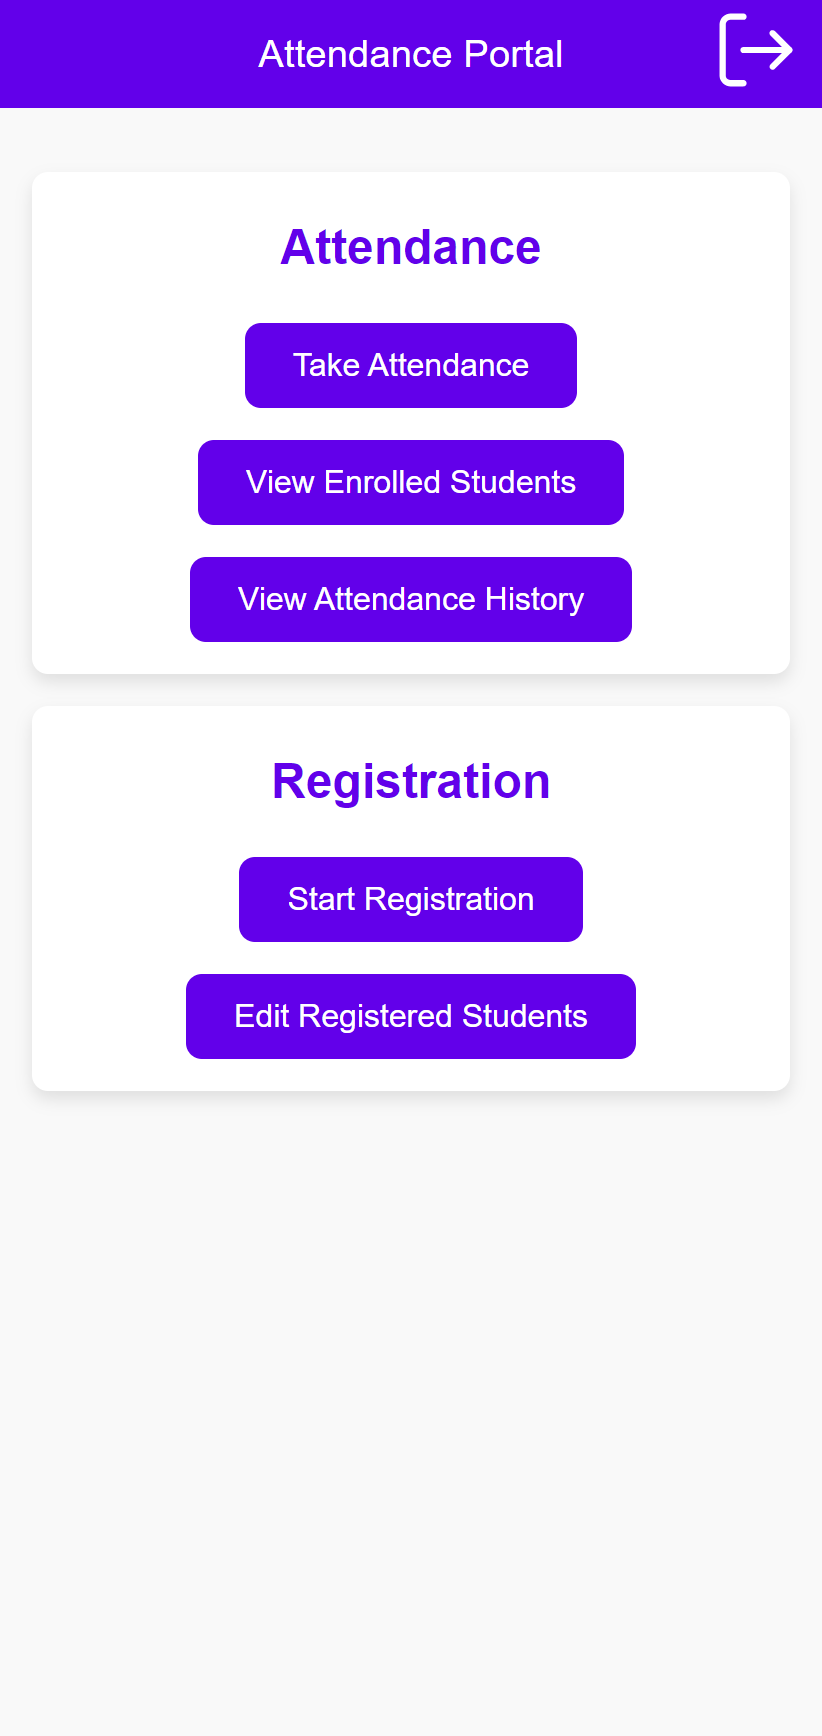 Attendance Portal
Attendance
Take Attendance
View Enrolled Students
View Attendance History
Registration
Start Registration
Edit Registered Students